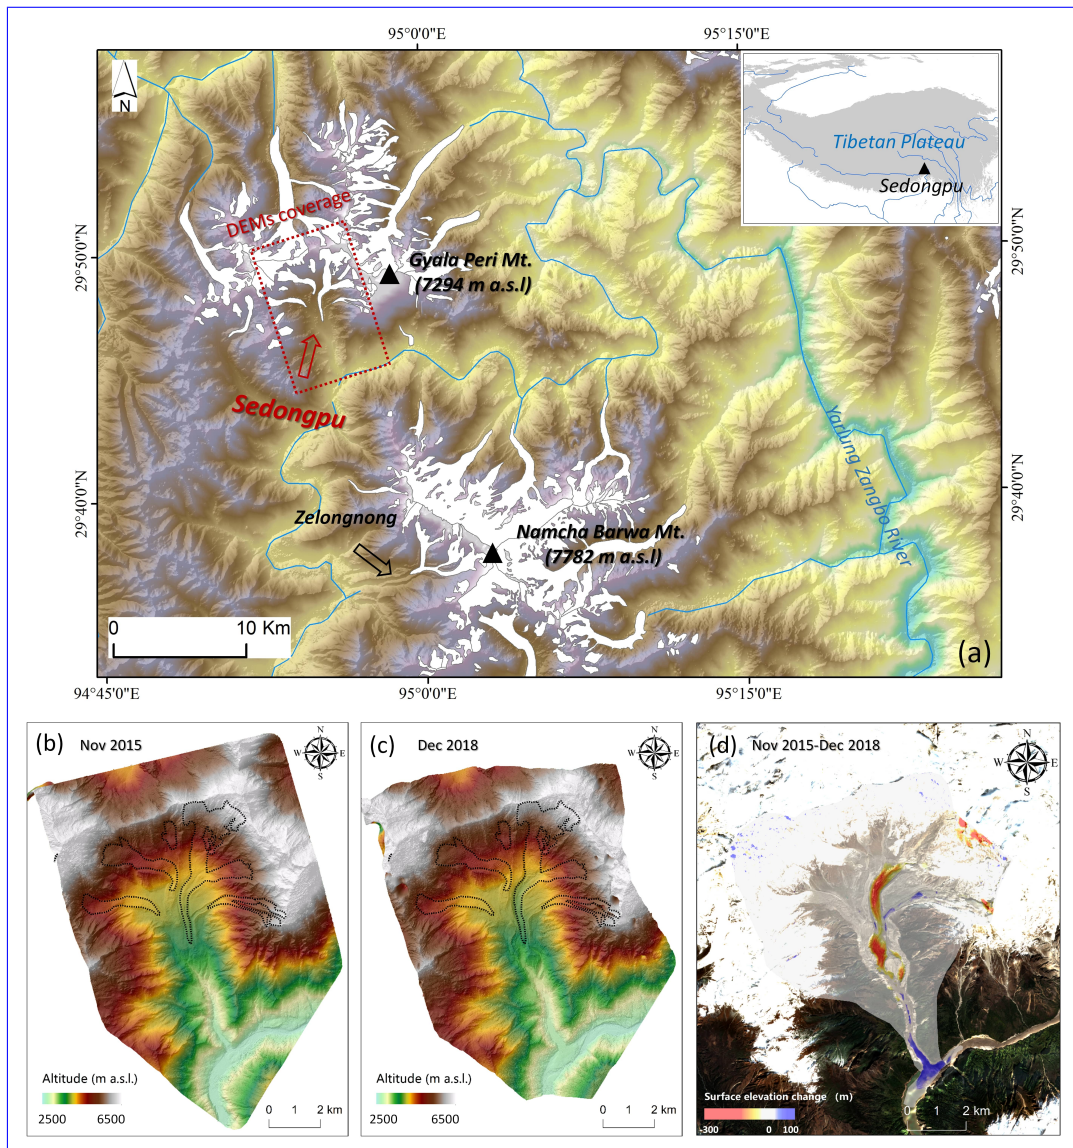 95°0'0"E
95°15'0"E
N
Tibetan Plateau
Sedongpu
DEMs coverage
29°50'0"N
29°50'0"N
Gyala Peri Mt.
(7294 m a.s.l)
Sedongpu
Yarlung Zangbo River
29°40'0"N
29°40'0"N
Zelongnong
Namcha Barwa Mt.
(7782 m a.s.l)
0
10 Km
(a)
94°45'0"E
95°0'0"E
95°15'0"E
(b)
Nov 2015
N
W
E
S
Altitude (m a.s.l.)
2500
6500
0 1 2 km
(c)
Dec 2018
N
W
E
S
Altitude (m a.s.l.)
2500
6000
0 1 2 km
(d)
Nov 2015-Dec 2018
N
W
E
S
Surface elevation change (m)
-300
0 100
0 1 2 km